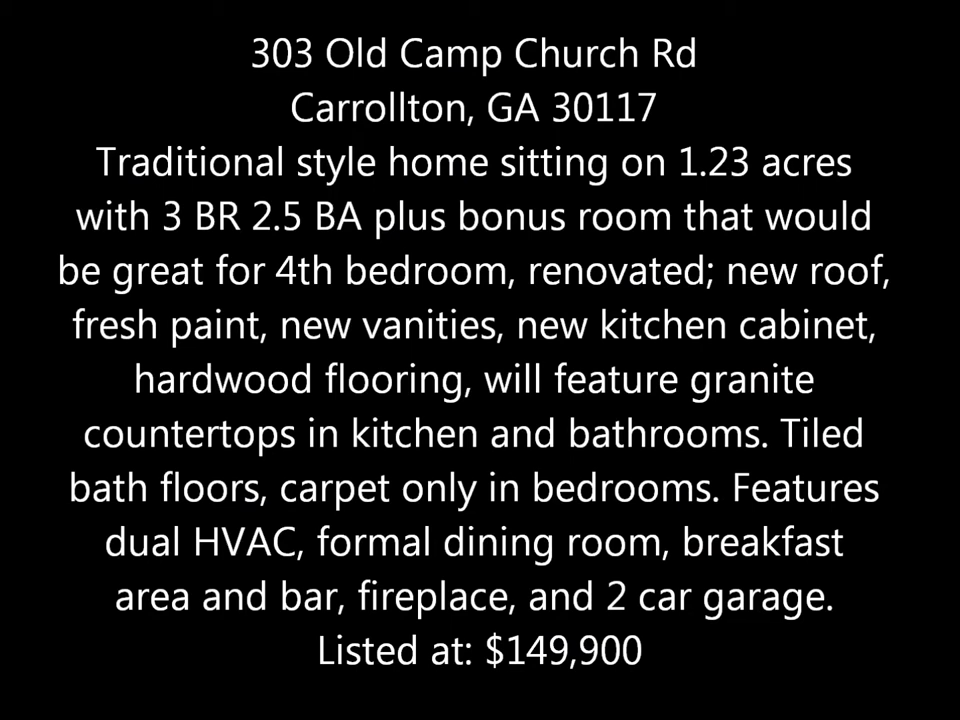 303 Old Camp Church Rd
Carrollton, GA 30117
Traditional style home sitting on 1.23 acres
with 3 BR 2.5 BA plus bonus room that would
be great for 4th bedroom, renovated; new roof,
fresh paint, new vanities, new kitchen cabinet,
hardwood flooring, will feature granite
countertops in kitchen and bathrooms. Tiled
bath floors, carpet only in bedrooms. Features
dual HVAC, formal dining room, breakfast
area and bar, fireplace, and 2 car garage.
Listed at: $149,900